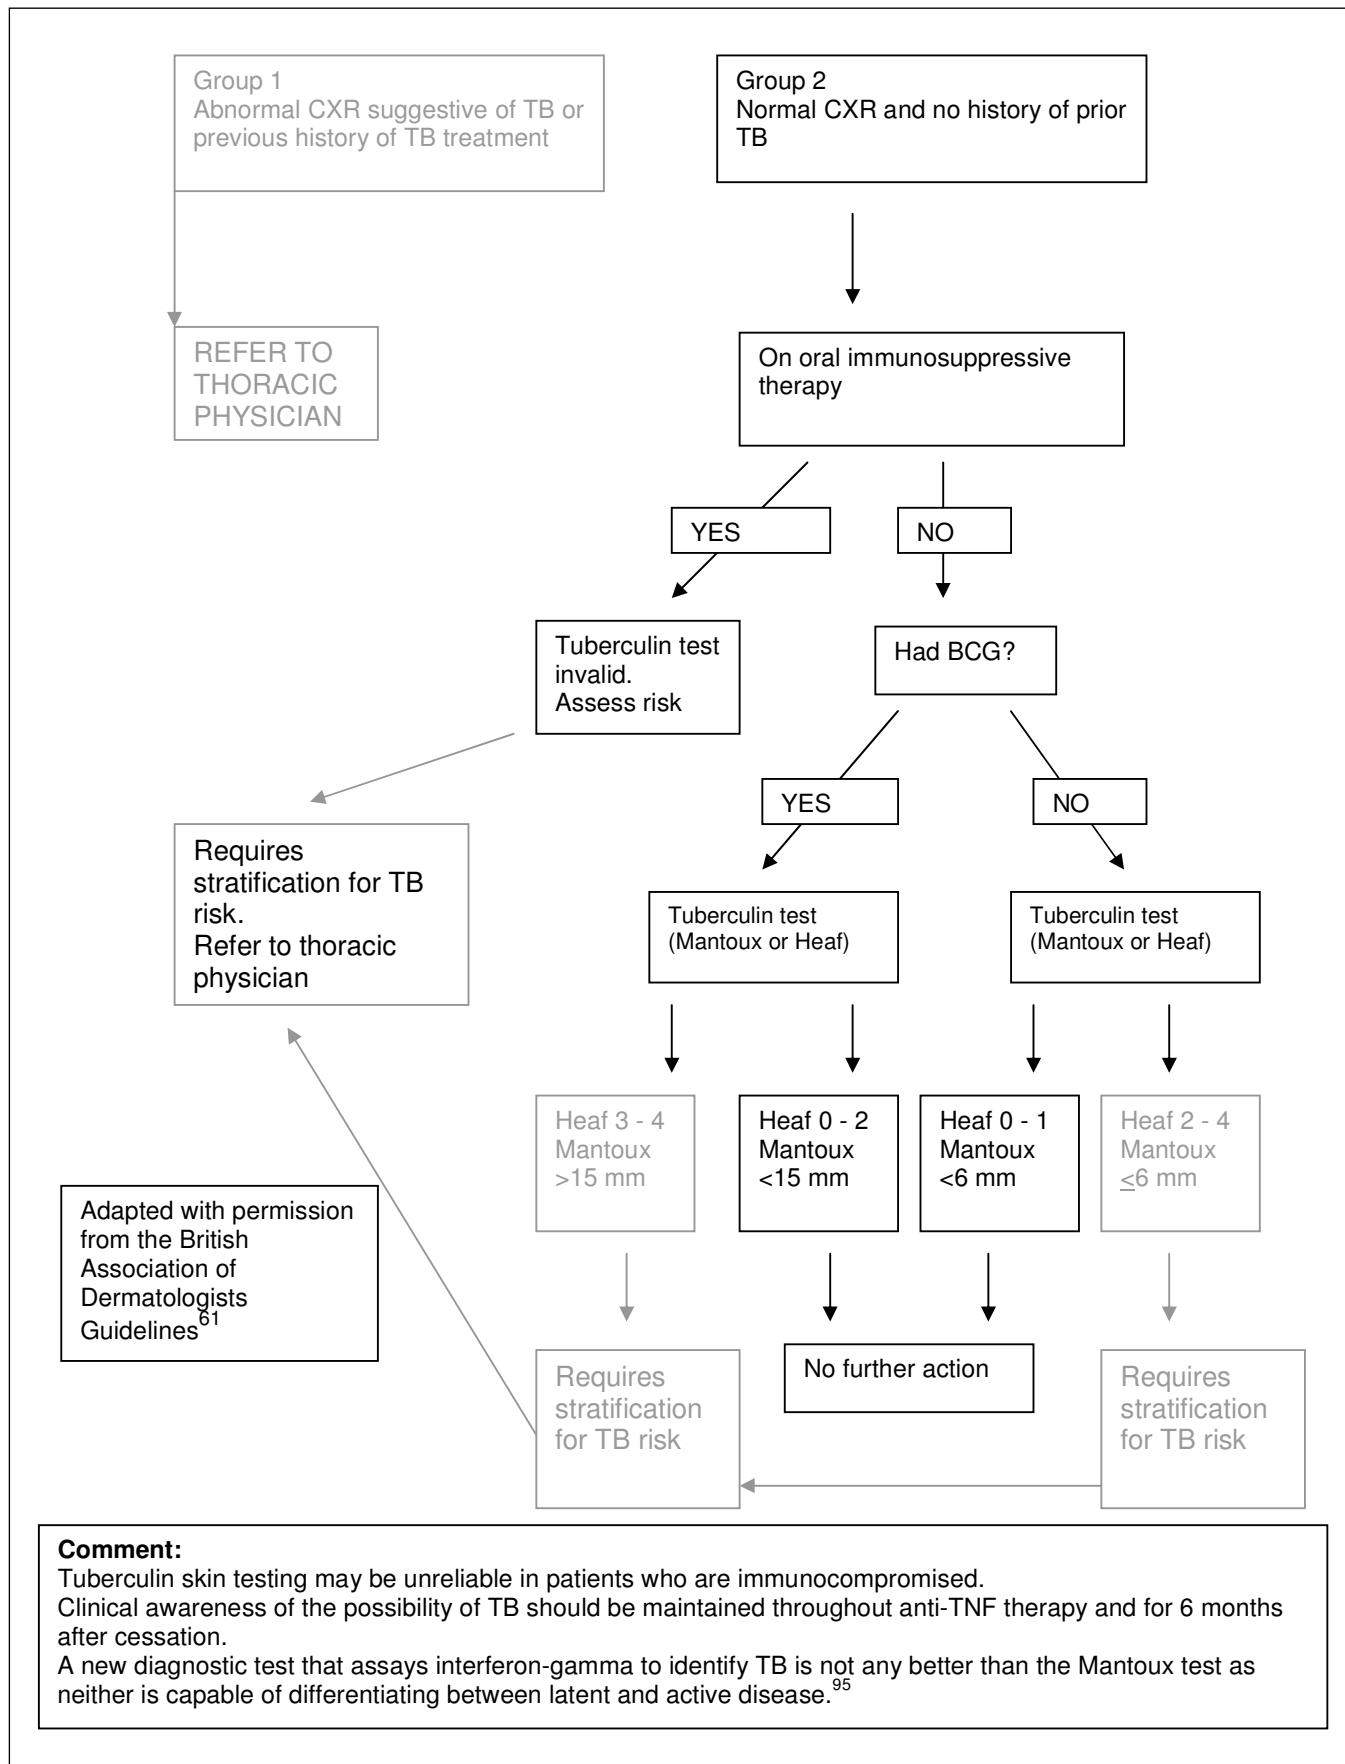 Group 1
Abnormal CXR suggestive of TB or
previous history of TB treatment
Group 2
Normal CXR and no history of prior
TB
REFER TO
THORACIC
PHYSICIAN
On oral immunosuppressive
therapy
YES
NO
Tuberculin test
invalid.
Assess risk
Had BCG?
YES
NO
Requires
stratification for TB
risk.
Refer to thoracic
physician
Tuberculin test
(Mantoux or Heaf)
Tuberculin test
(Mantoux or Heaf)
Heaf 3 - 4
Mantoux
>15 mm
Heaf 0 - 2
Mantoux
<15 mm
Heaf 0 - 1
Mantoux
<6 mm
Heaf 2 - 4
Mantoux
≤6 mm
Adapted with permission
from the British
Association of
Dermatologists
Guidelines61
Requires
stratification
for TB risk
No further action
Requires
stratification
for TB risk
Comment:
Tuberculin skin testing may be unreliable in patients who are immunocompromised.
Clinical awareness of the possibility of TB should be maintained throughout anti-TNF therapy and for 6 months
after cessation.
A new diagnostic test that assays interferon-gamma to identify TB is not any better than the Mantoux test as
neither is capable of differentiating between latent and active disease.95